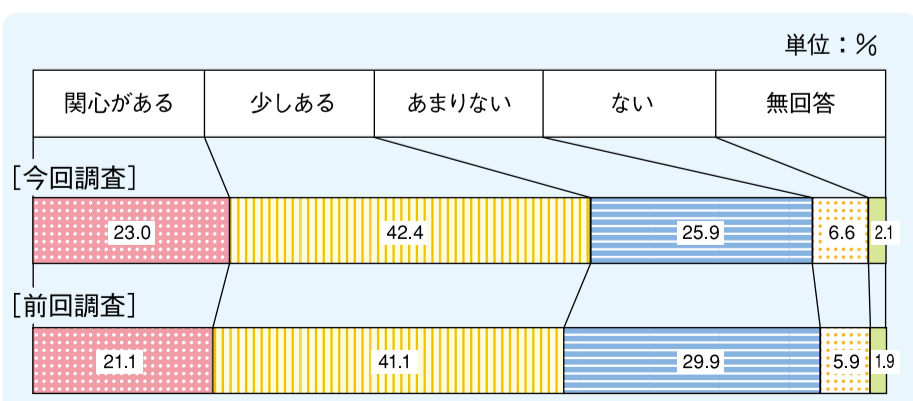 単位：％
関心がある 少しある あまりない ない 無回答
［今回調査］
23.0 42.4 25.9 6.6 2.1
［前回調査］
21.1 41.1 29.9 5.9 1.9